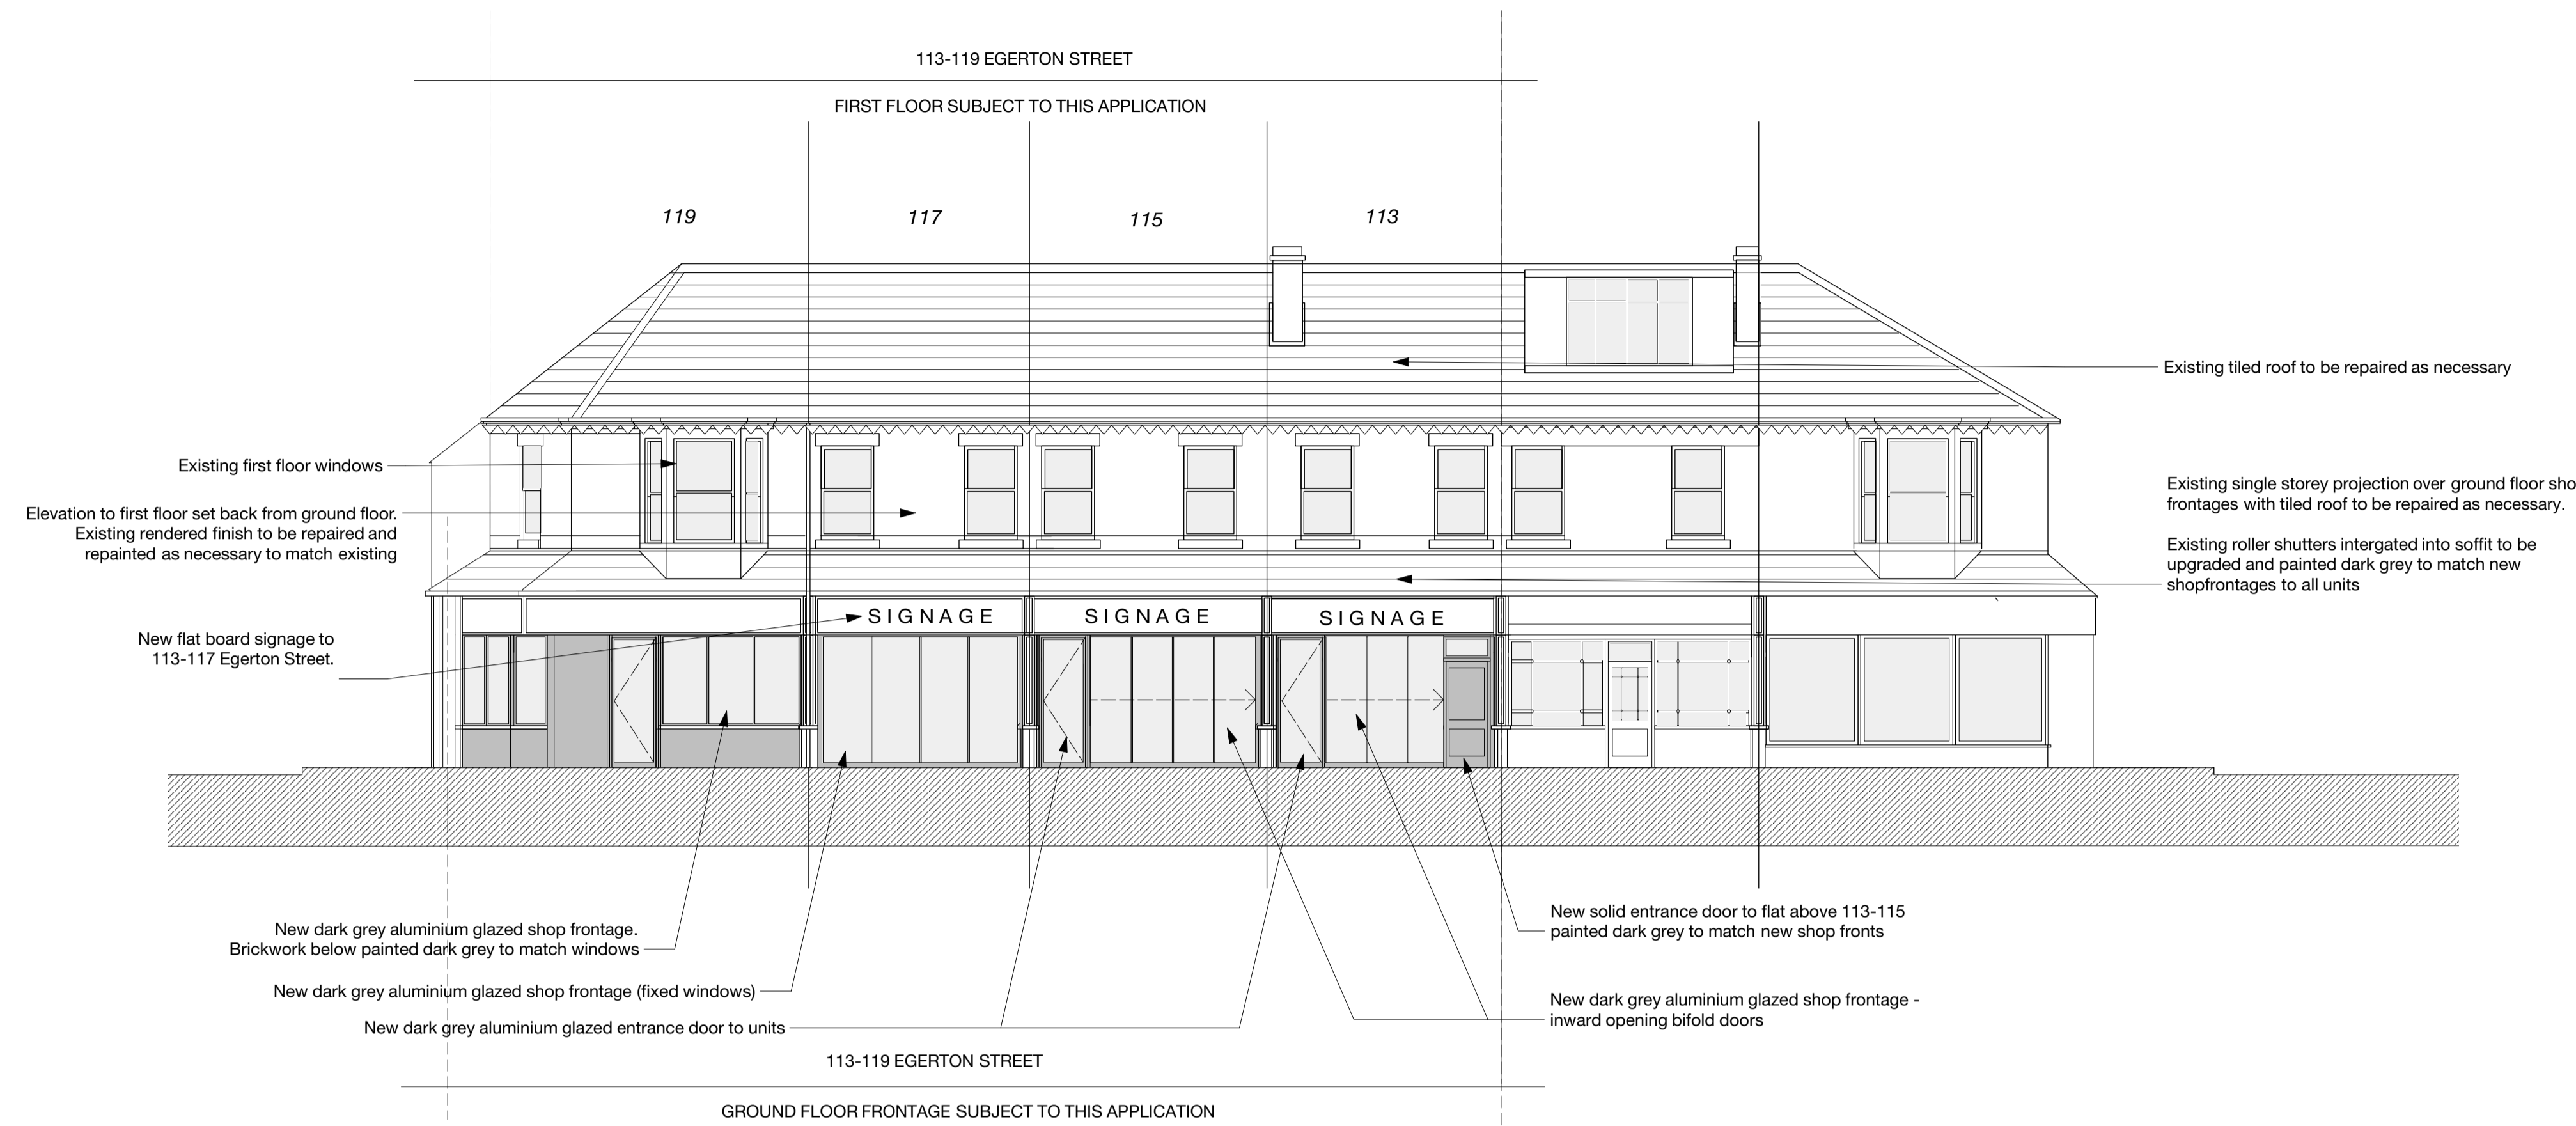 113-119 EGERTON STREET
FIRST FLOOR SUBJECT TO THIS APPLICATION
119
117
115
113
Existing tiled roof to be repaired as necessary
Existing first floor windows
Elevation to first floor set back from ground floor.
Existing rendered finish to be repaired and
repainted as necessary to match existing
Existing single storey projection over ground floor sho
frontages with tiled roof to be repaired as necessary.
Existing roller shutters intergated into soffit to be
upgraded and painted dark grey to match new
shopfrontages to all units
SIGNAGE
SIGNAGE
SIGNAGE
New flat board signage to
113-117 Egerton Street.
New dark grey aluminium glazed shop frontage.
Brickwork below painted dark grey to match windows
New dark grey aluminium glazed shop frontage (fixed windows)
New dark grey aluminium glazed entrance door to units
New solid entrance door to flat above 113-115
painted dark grey to match new shop fronts
New dark grey aluminium glazed shop frontage -
inward opening bifold doors
113-119 EGERTON STREET
GROUND FLOOR FRONTAGE SUBJECT TO THIS APPLICATION